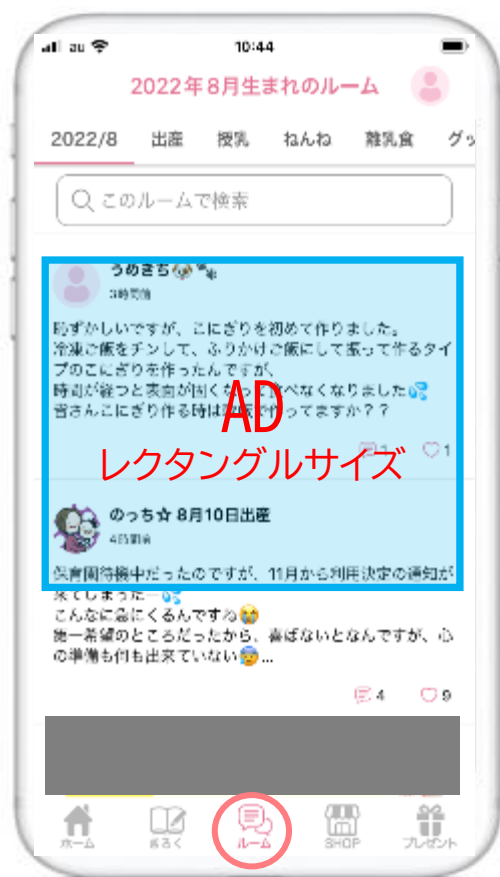 au 10:44
2022年8月生まれのルーム
2022/8 出産 授乳 ねんね 離乳食 グッ
このルームで検索
うめきち
3時間前
恥ずかしいですが、こにぎりを初めて作りました。
冷凍ご飯をチンして、ふりかけご飯にして振って作るタイ
プのこにぎりを作ったんですが、
時間が経つと表面が固くなって食べなくなりました💦
皆さんこにぎり作る時は で作ってますか？？
AD
レクタングルサイズ
1 1
のっち☆ 8月10日出産
4時間前
保育園待機中だったのですが、11月から利用決定の通知が
来てしまったー💦
こんなに急にくるんですね😭
第一希望のところだったから、喜ばないとなんですが、心
の準備も何も出来ていない😰...
4 9
ホーム きろく ルーム SHOP プレゼント